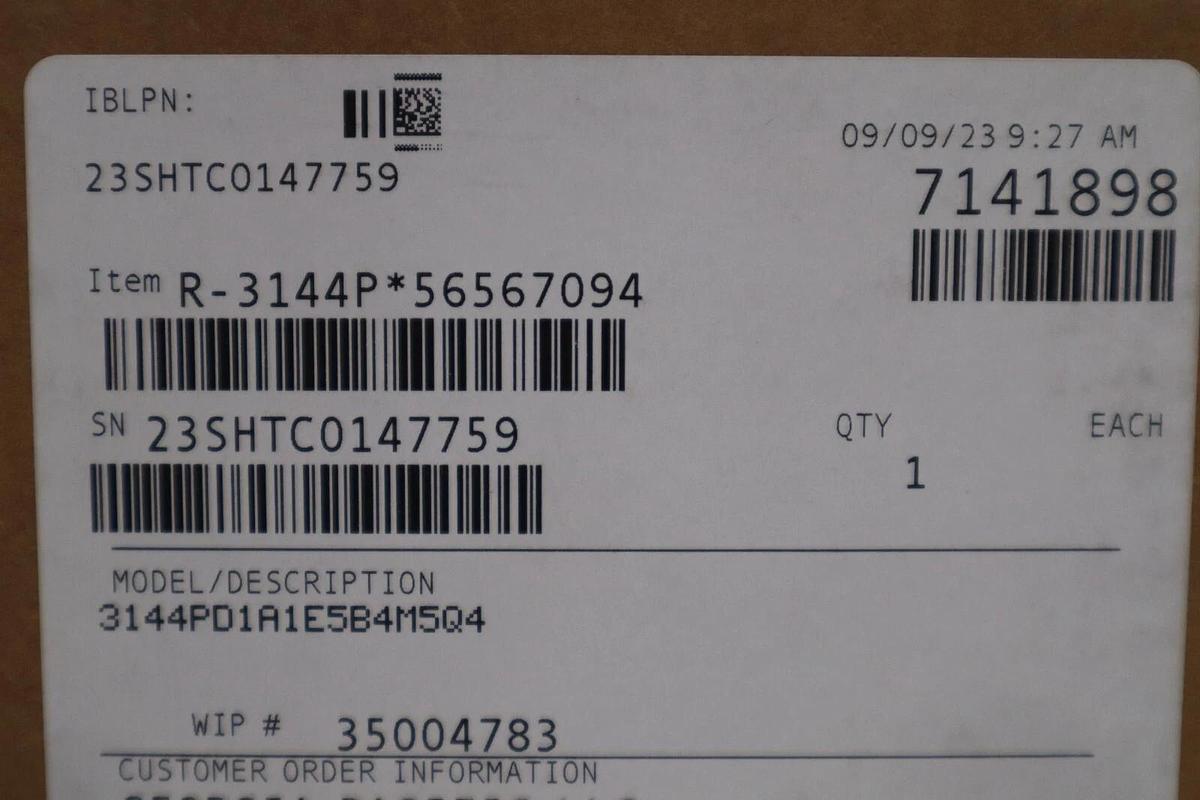 IBLPN:
09/09/23 9:27 AM
23SHTC0147759
7141898
Item R-3144P*56567094
SN 23SHTC0147759
QTY EACH
1
MODEL/DESCRIPTION
3144PD1A1E5B4M5Q4
WIP # 35004783
CUSTOMER ORDER INFORMATION